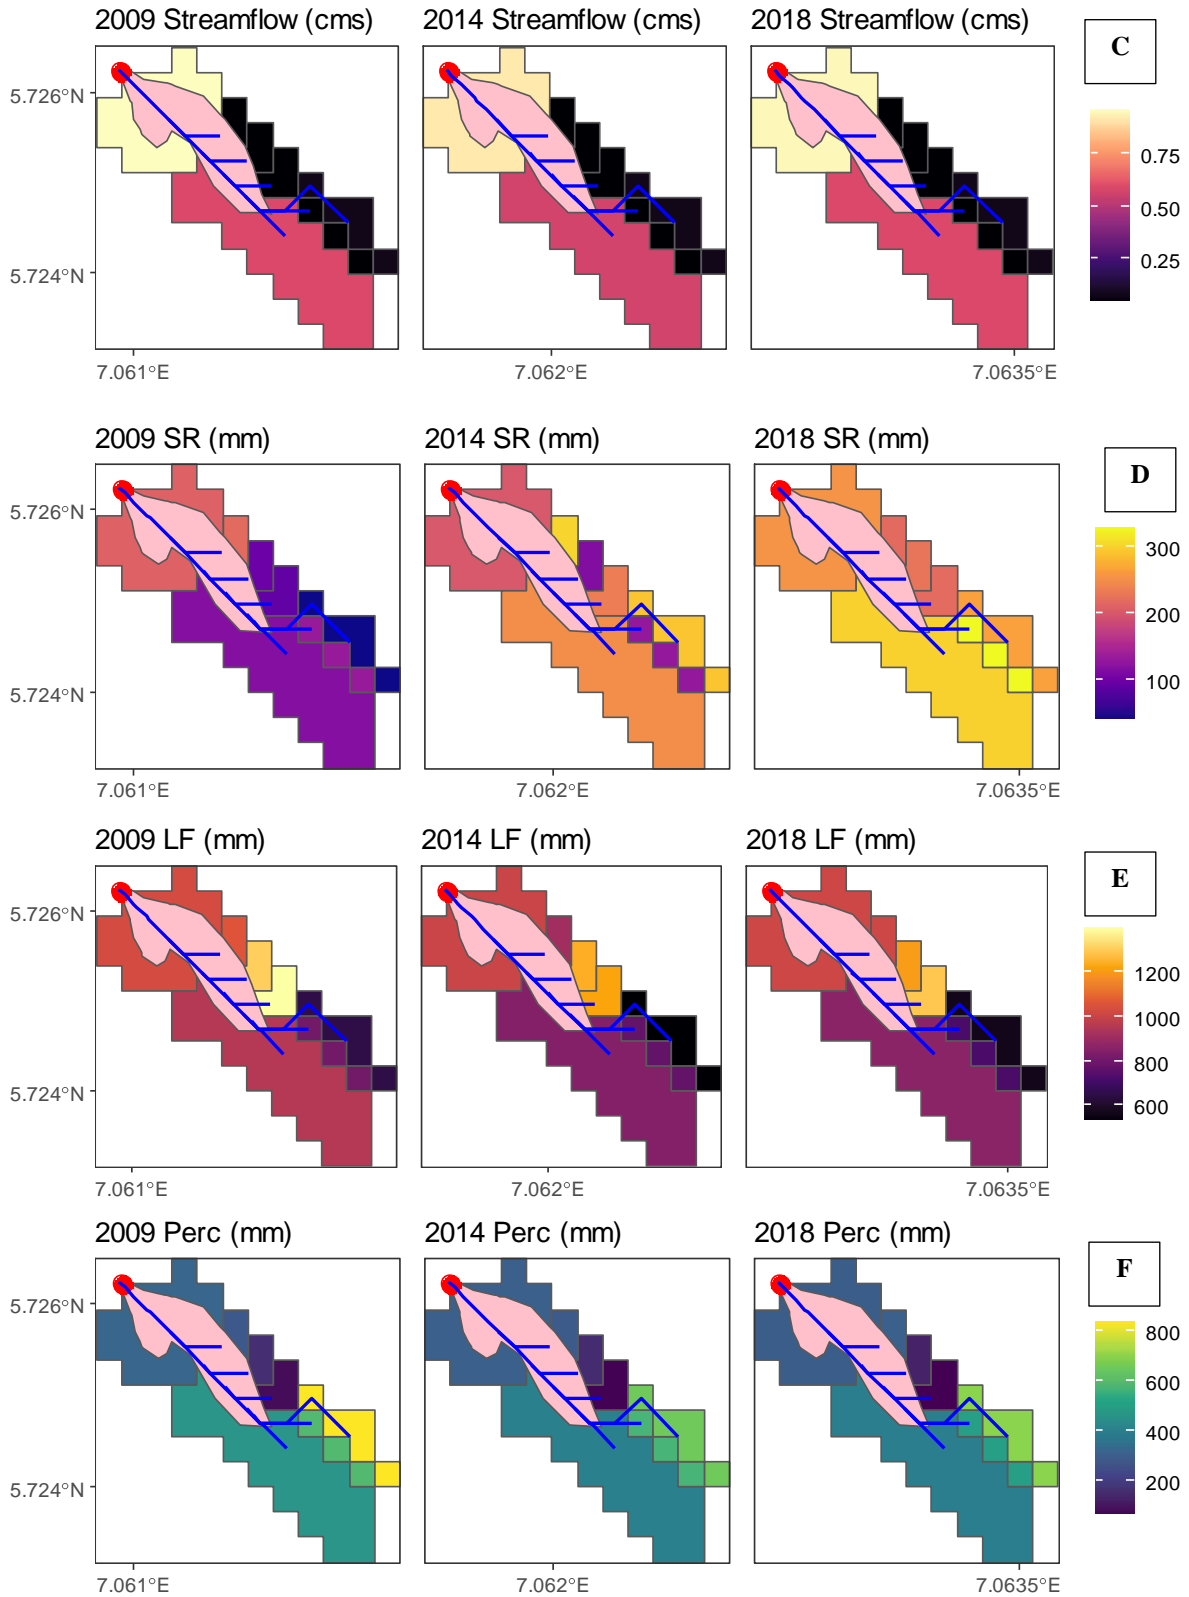 2009 Streamflow (cms)
2014 Streamflow (cms)
2018 Streamflow (cms)
C
5.726°N
5.724°N
7.061°E
7.062°E
7.0635°E
0.75
0.50
0.25
2009 SR (mm)
2014 SR (mm)
2018 SR (mm)
D
5.726°N
5.724°N
7.061°E
7.062°E
7.0635°E
300
200
100
2009 LF (mm)
2014 LF (mm)
2018 LF (mm)
E
5.726°N
5.724°N
7.061°E
7.062°E
7.0635°E
1200
1000
800
600
2009 Perc (mm)
2014 Perc (mm)
2018 Perc (mm)
F
5.726°N
5.724°N
7.061°E
7.062°E
7.0635°E
800
600
400
200